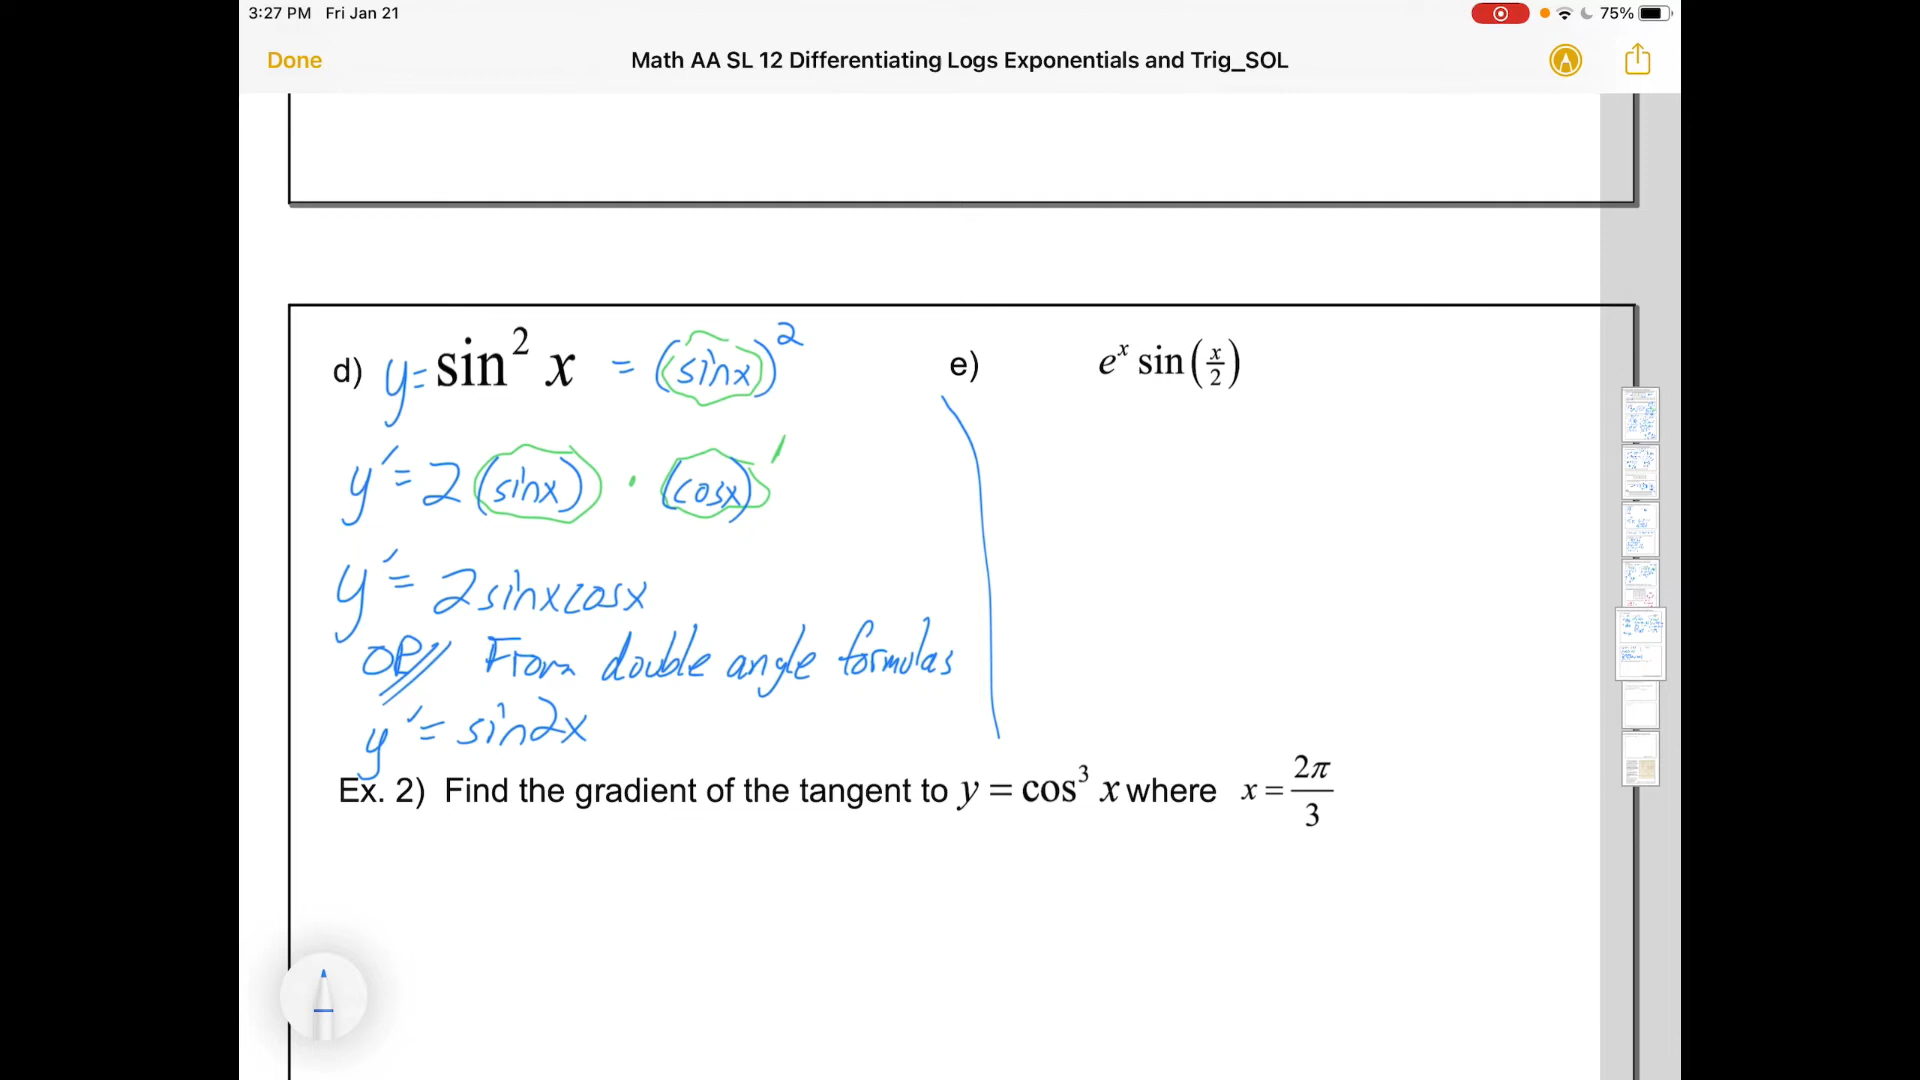 3:27 PM Fri Jan 21
75%
Done
Math AA SL 12 Differentiating Logs Exponentials and Trig_SOL
d) y = sin² x = (sinx)²
y' = 2 (sinx) · (cosx)'
y' = 2 sinxcosx
OR// From double angle formulas
y' = sin2x
e) eˣ sin(x/2)
Ex. 2) Find the gradient of the tangent to y = cos³ x where x = 2π/3